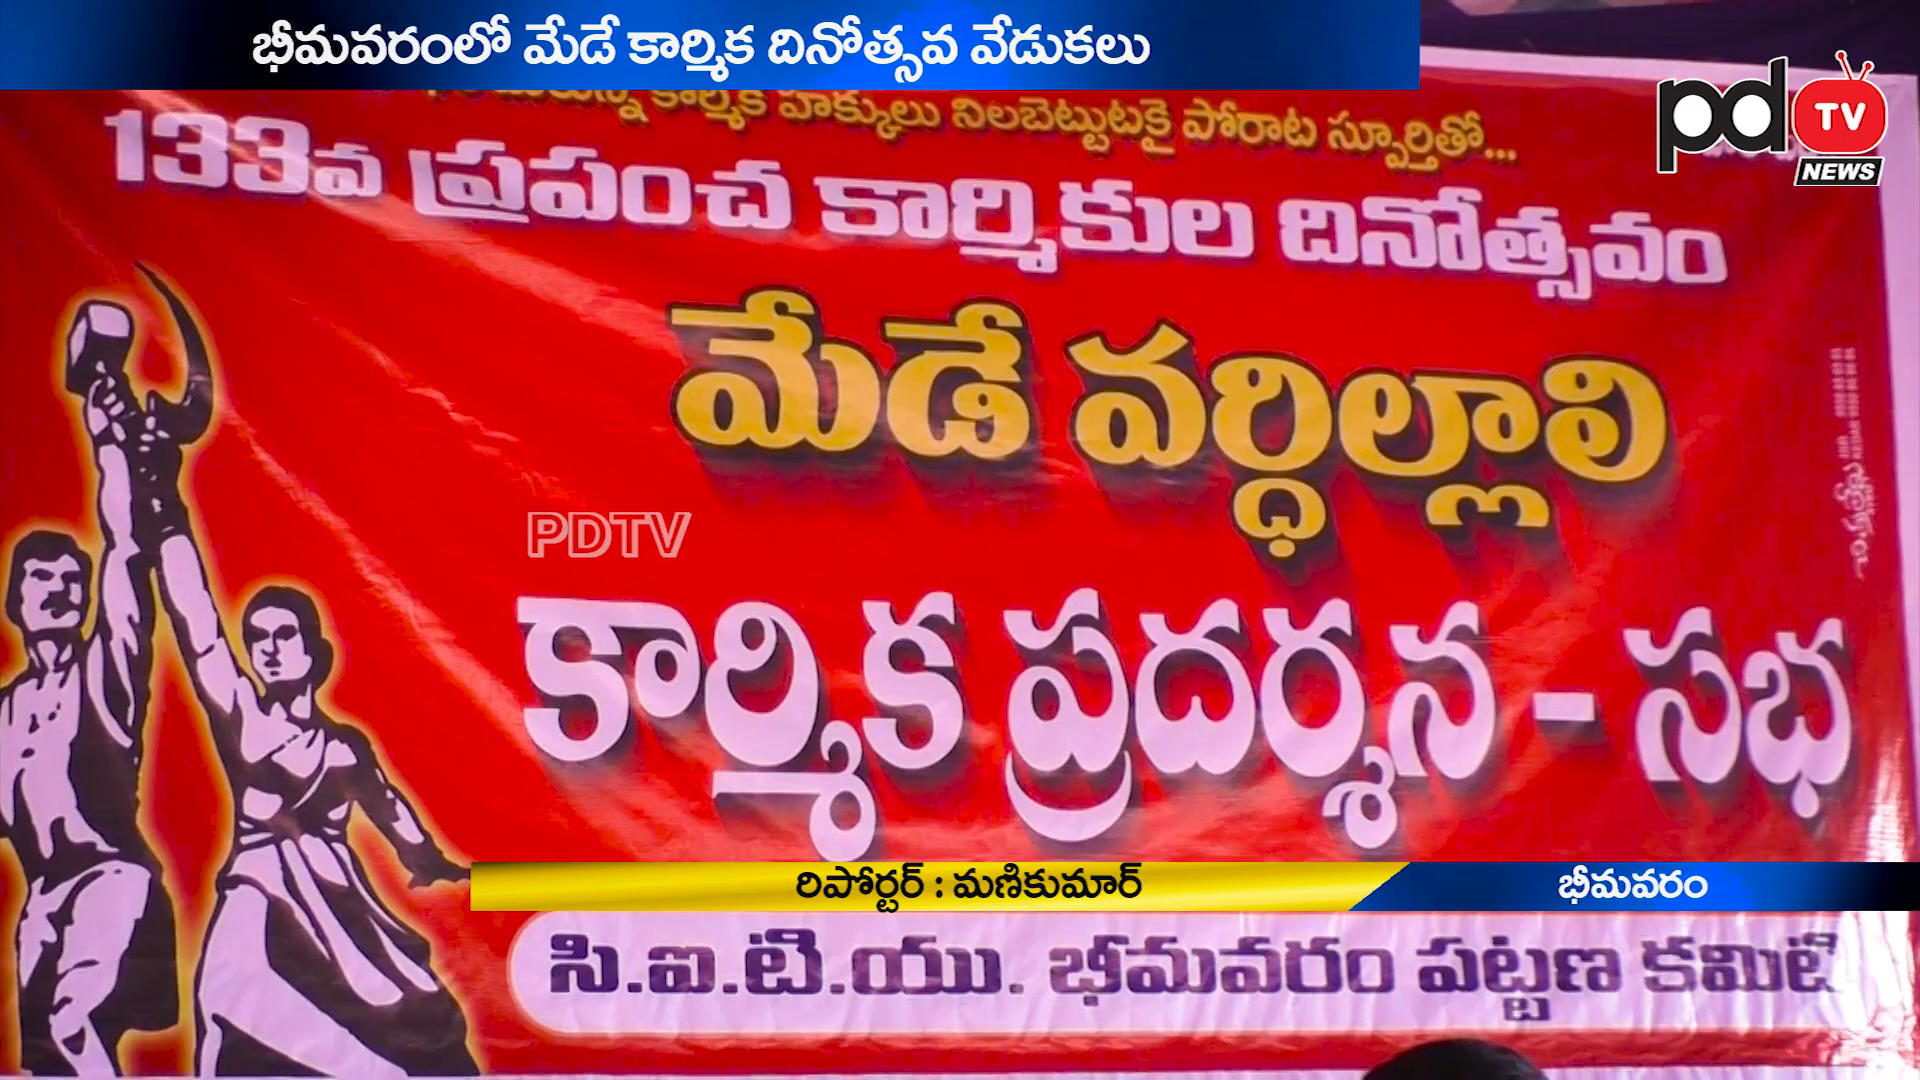 భీమవరంలో మేడే కార్మిక దినోత్సవ వేడుకలు
pd TV NEWS
కార్మిక హక్కులు నిలబెట్టుటకై పోరాట స్ఫూర్తితో...
133వ ప్రపంచ కార్మికుల దినోత్సవం
మేడే వర్ధిల్లాలి
PDTV
కార్మిక ప్రదర్శన - సభ
రిపోర్టర్ : మణికుమార్
భీమవరం
సి.ఐ.టి.యు. భీమవరం పట్టణ కమిటీ